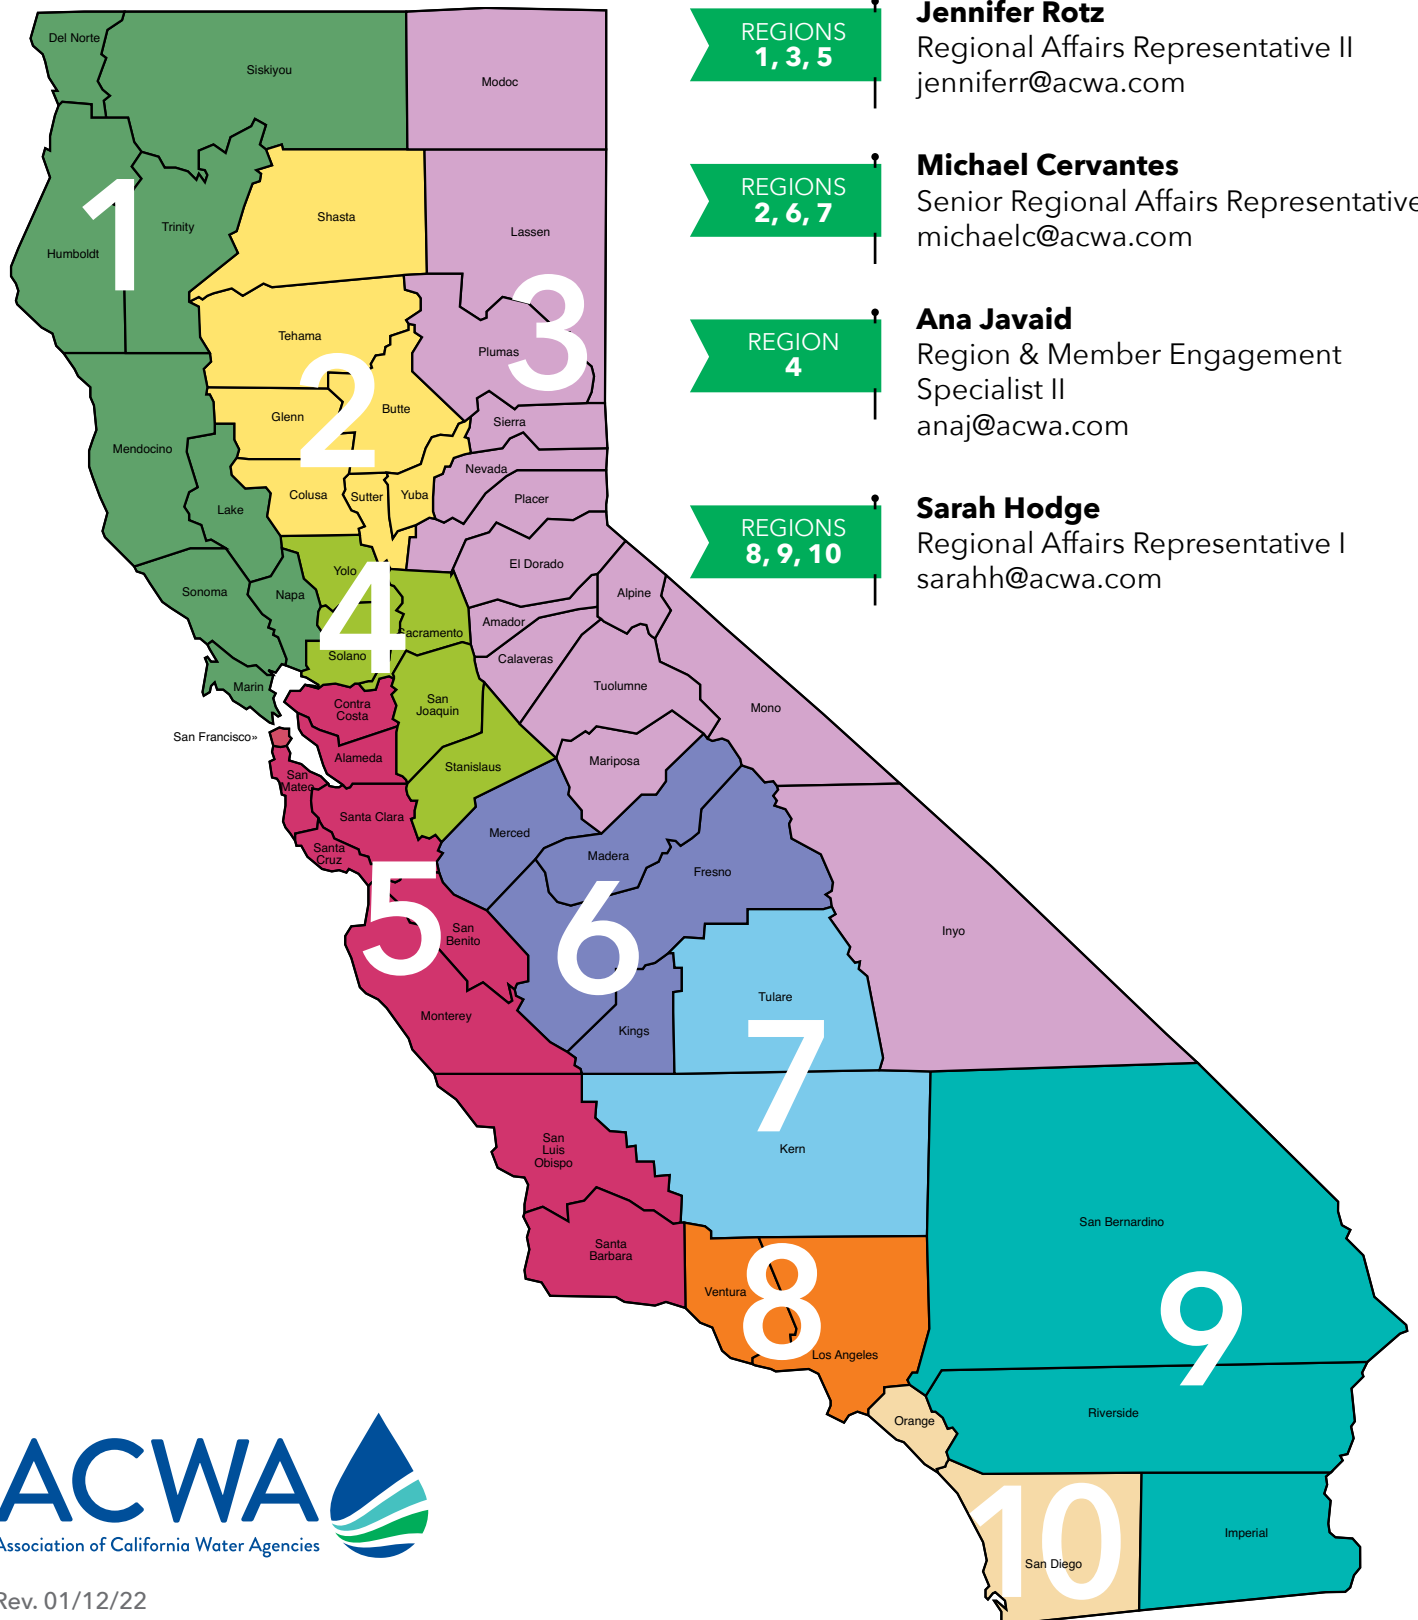 Jennifer Rotz
REGIONS
1, 3, 5
Regional Affairs Representative II
jenniferr@acwa.com
Michael Cervantes
REGIONS
2, 6, 7
Senior Regional Affairs Representative
michaelc@acwa.com
Ana Javaid
REGION
4
Region & Member Engagement
Specialist II
anaj@acwa.com
Sarah Hodge
REGIONS
8, 9, 10
Regional Affairs Representative I
sarahh@acwa.com
Del Norte
Siskiyou
Modoc
1
Humboldt
Trinity
Shasta
Lassen
3
Tehama
Plumas
2
Glenn
Butte
Sierra
Mendocino
Nevada
Colusa
Sutter
Yuba
Placer
Lake
El Dorado
Yolo
4
Sonoma
Napa
Alpine
Amador
Sacramento
Solano
Calaveras
Marin
Tuolumne
Contra
Costa
San
Joaquin
Mono
San Francisco»
Alameda
Stanislaus
Mariposa
San
Mateo
Santa Clara
Merced
Santa
Cruz
Madera
Fresno
5
6
San
Benito
Inyo
Tulare
Monterey
Kings
7
San
Luis
Obispo
Kern
San Bernardino
Santa
Barbara
8
Ventura
9
Los Angeles
Orange
Riverside
10
Imperial
San Diego
ACWA
Association of California Water Agencies
Rev. 01/12/22